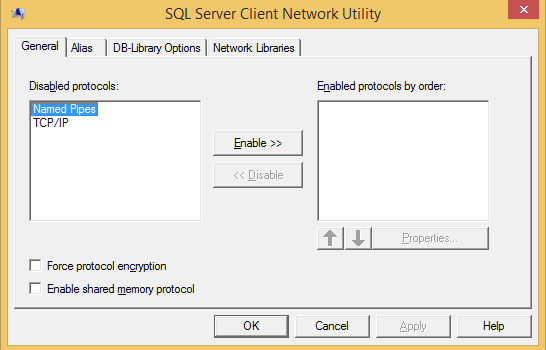 SQL Server Client Network Utility
General
Alias
DB-Library Options
Network Libraries
Disabled protocols:
Enabled protocols by order:
Named Pipes
TCP/IP
Enable >>
<< Disable
Properties...
Force protocol encryption
Enable shared memory protocol
OK
Cancel
Apply
Help